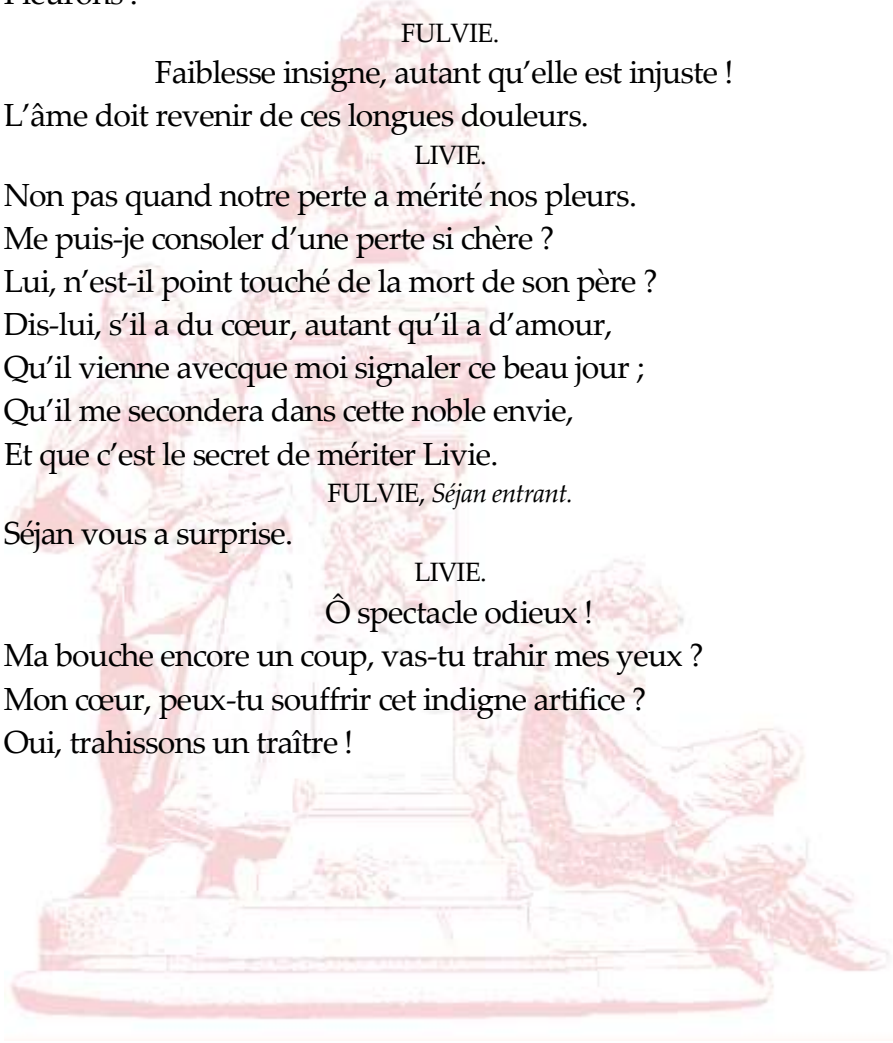 Pleurons !
FULVIE.
Faiblesse insigne, autant qu’elle est injuste !
L’âme doit revenir de ces longues douleurs.
LIVIE.
Non pas quand notre perte a mérité nos pleurs.
Me puis-je consoler d’une perte si chère ?
Lui, n’est-il point touché de la mort de son père ?
Dis-lui, s’il a du cœur, autant qu’il a d’amour,
Qu’il vienne avecque moi signaler ce beau jour ;
Qu’il me secondera dans cette noble envie,
Et que c’est le secret de mériter Livie.
FULVIE, Séjan entrant.
Séjan vous a surprise.
LIVIE.
Ô spectacle odieux !
Ma bouche encore un coup, vas-tu trahir mes yeux ?
Mon cœur, peux-tu souffrir cet indigne artifice ?
Oui, trahissons un traître !